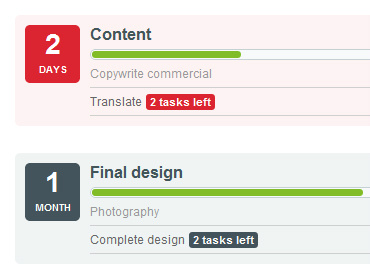 2
DAYS
Content
Copywrite commercial
Translate 2 tasks left
1
MONTH
Final design
Photography
Complete design 2 tasks left